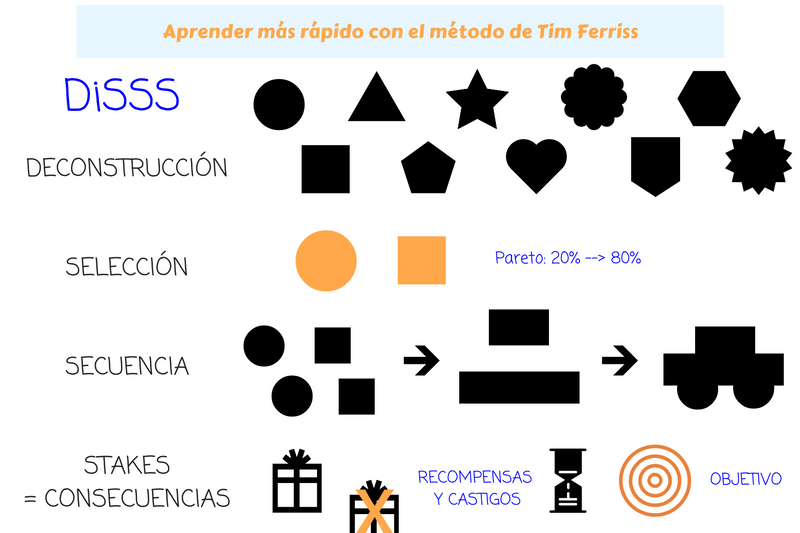 Aprender más rápido con el método de Tim Ferriss
DiSSS
DECONSTRUCCIÓN
SELECCIÓN
Pareto: 20% --> 80%
SECUENCIA
STAKES
= CONSECUENCIAS
RECOMPENSAS
Y CASTIGOS
OBJETIVO